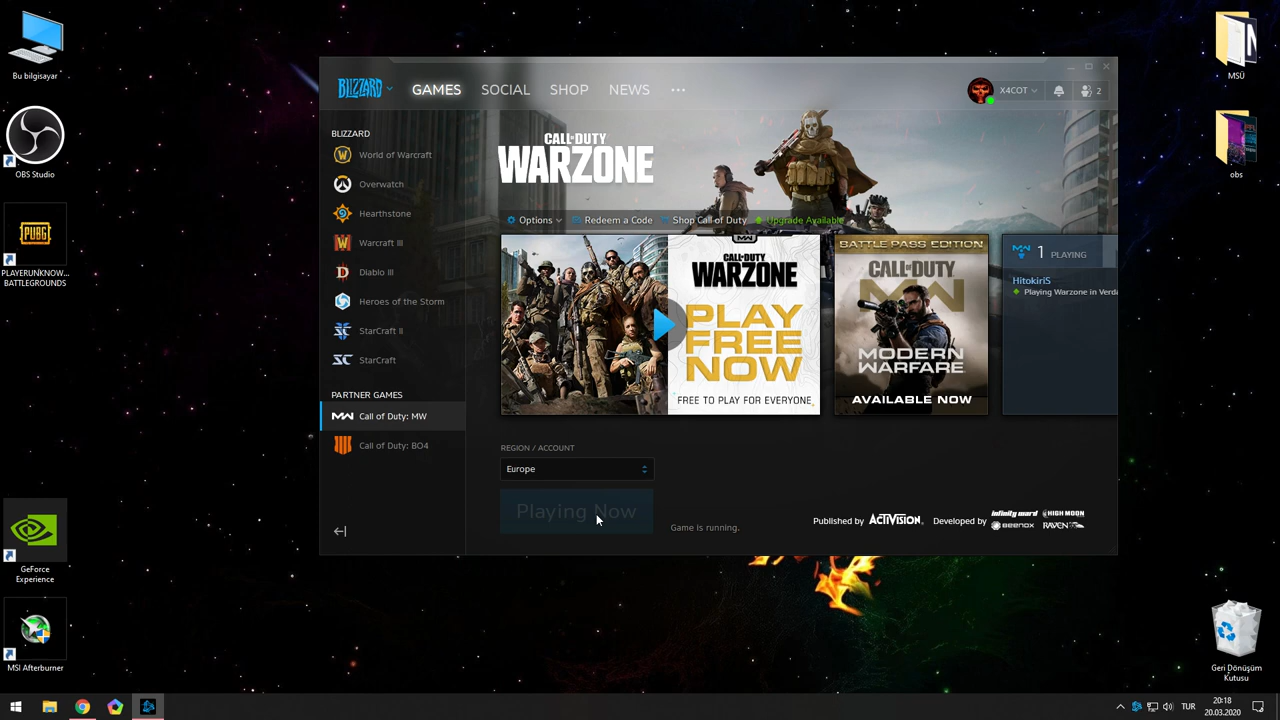 Bu bilgisayar
OBS Studio
PUBG
PLAYERUNKNOW...
BATTLEGROUNDS
GeForce
Experience
MSI Afterburner
BLIZZARD
GAMES
SOCIAL
SHOP
NEWS
X4COT
2
BLIZZARD
World of Warcraft
Overwatch
Hearthstone
Warcraft III
Diablo III
Heroes of the Storm
StarCraft II
StarCraft
PARTNER GAMES
Call of Duty: MW
Call of Duty: BO4
CALL OF DUTY
WARZONE
Options
Redeem a Code
Shop Call of Duty
Upgrade Available
CALL OF DUTY
WARZONE
PLAY
FREE
NOW
FREE TO PLAY FOR EVERYONE
BATTLE PASS EDITION
CALL OF DUTY
MW
MODERN
WARFARE
AVAILABLE NOW
1 PLAYING
HitokiriS
Playing Warzone in Verda
REGION / ACCOUNT
Europe
Playing Now
Game is running.
Published by ACTIVISION. Developed by infinity ward HIGH MOON
BEENOX RAVEN
MSÜ
obs
Geri Dönüşüm
Kutusu
TUR
20:18
20.03.2020